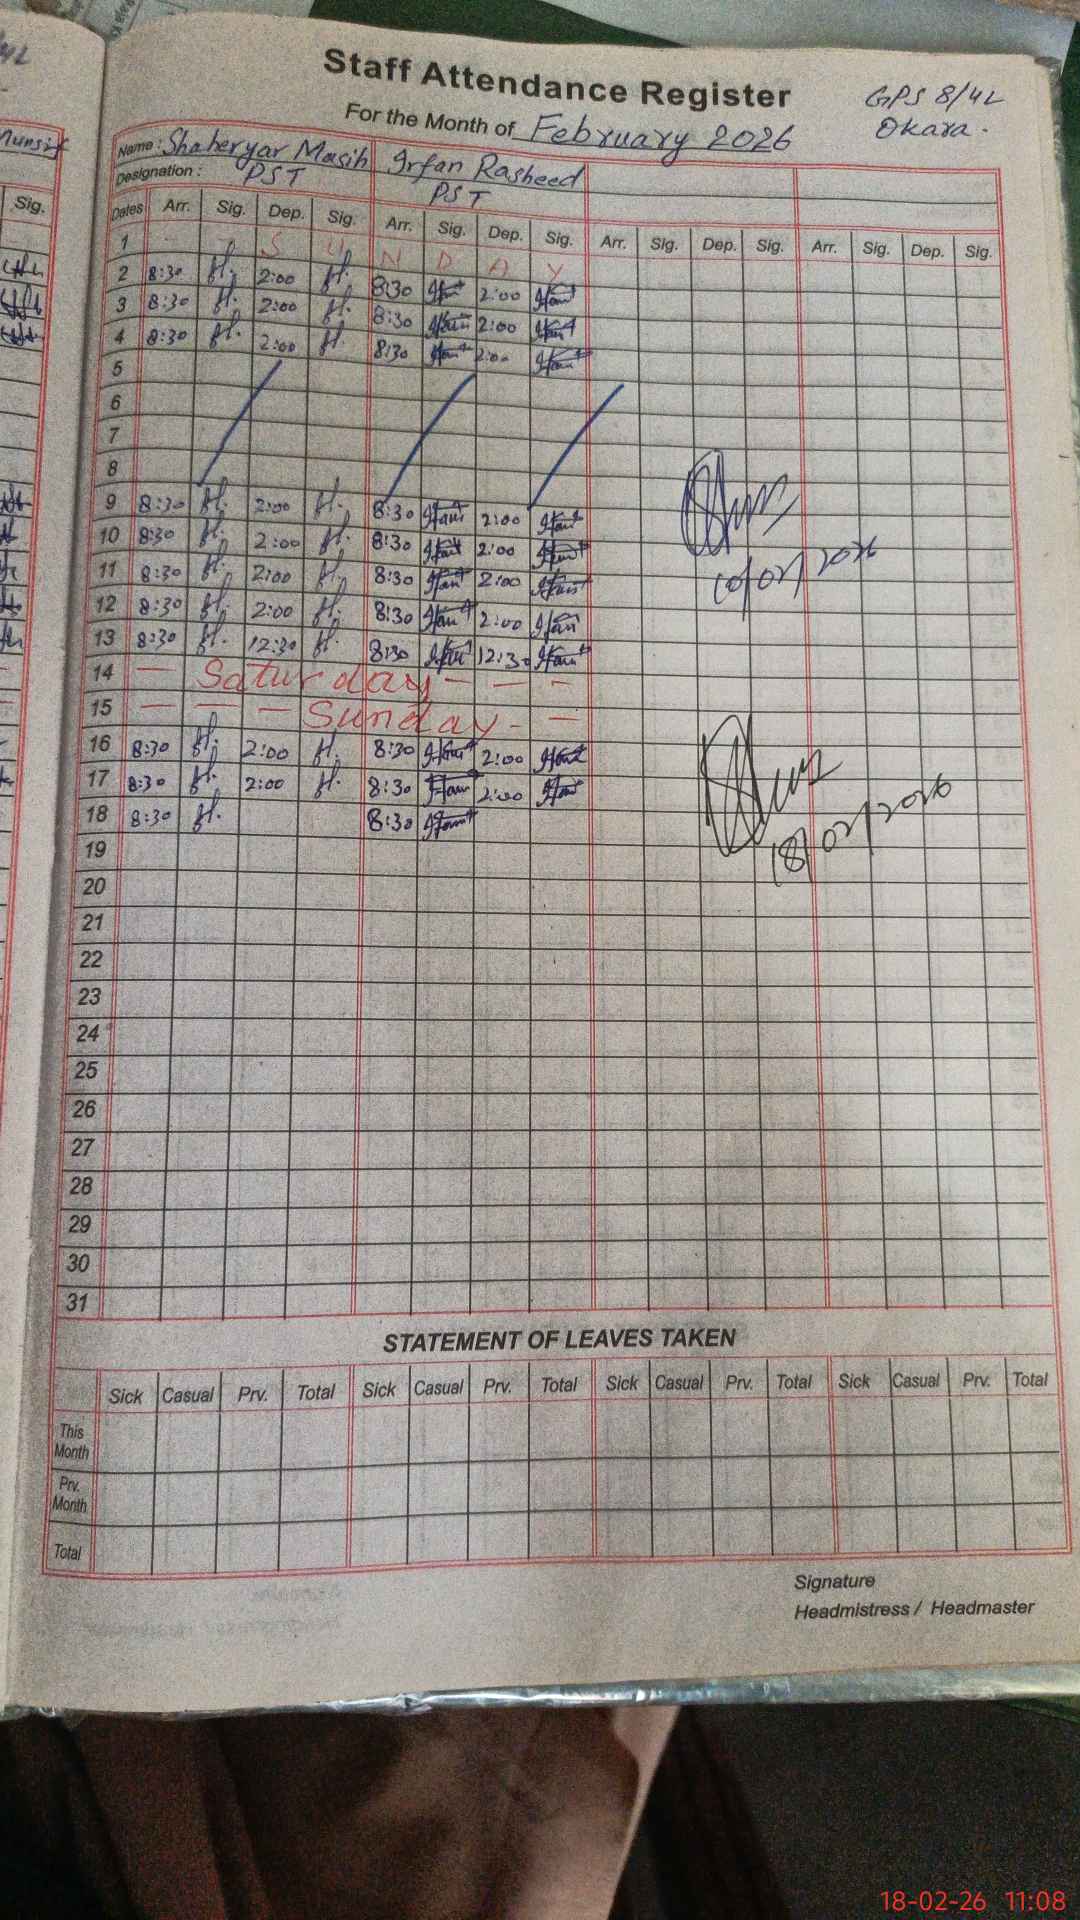 Staff Attendance Register
GPS 8/4L
Okara.
For the Month of February 2026
Name: Shaheryar Masih Irfan Rasheed
Designation: PST PST
Dates Arr. Sig. Dep. Sig. Arr. Sig. Dep. Sig. Arr. Sig. Dep. Sig. Arr. Sig. Dep. Sig.
1 S U N D A Y
2 8:30 2:00 8:30 2:00
3 8:30 2:00 8:30 2:00
4 8:30 2:00 8:30 2:00
5
6
7
8
9 8:30 2:00 8:30 2:00
10 8:30 2:00 8:30 2:00
10/02/2026
11 8:30 2:00 8:30 2:00
12 8:30 2:00 8:30 2:00
13 8:30 12:30 8:30 12:30
14 — Saturday - - -
15 — — — Sunday - —
16 8:30 2:00 8:30 2:00
17 8:30 2:00 8:30 2:00
18 8:30 8:30
18/02/2026
19
20
21
22
23
24
25
26
27
28
29
30
31
STATEMENT OF LEAVES TAKEN
Sick Casual Prv. Total Sick Casual Prv. Total Sick Casual Prv. Total Sick Casual Prv. Total
This Month
Prv. Month
Total
Signature
Headmistress / Headmaster
Sig.
18-02-26 11:08